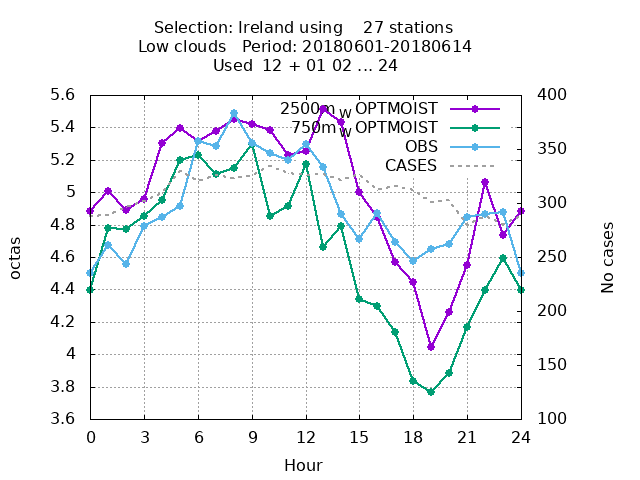 Selection: Ireland using 27 stations
Low clouds Period: 20180601-20180614
Used 12 + 01 02 ... 24
2500m_W OPTMOIST
750m_W OPTMOIST
OBS
CASES
5.6
5.4
5.2
5
4.8
4.6
4.4
4.2
4
3.8
3.6
octas
400
350
300
250
200
150
100
No cases
0 3 6 9 12 15 18 21 24
Hour